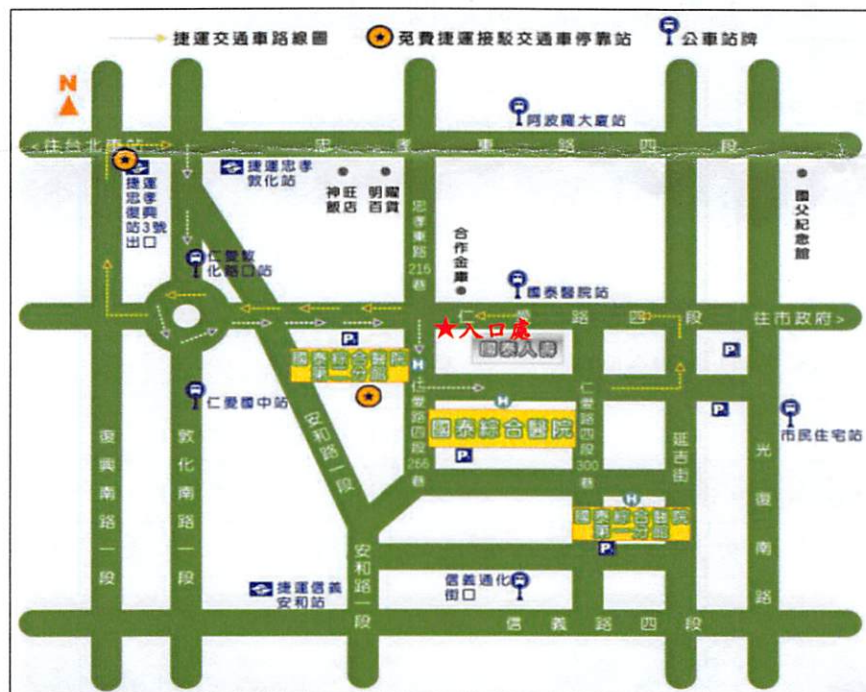 捷運交通車路線圖
免費捷運接駁交通車停靠站
公車站牌
N
阿波羅大廈站
<往台北車站
忠孝東路四段
捷運
忠孝
復興
站3號
出口
捷運忠孝
敦化站
神旺
飯店
明曜
百貨
忠孝東路216巷
國父紀念館
合作金庫
仁愛敦
化路口站
國泰醫院站
仁愛路四段
往市政府>
★入口處
國泰人壽
P
國泰綜合醫院
第二分館
H
仁愛路四段266巷
P
仁愛國中站
H
國泰綜合醫院
P
仁愛路四段300巷
延吉街
P
市民住宅站
光復南路
復興南路一段
敦化南路一段
安和路一段
H
國泰綜合醫院
第一分館
P
安和路一段
捷運信義
安和站
信義通化
街口
信義路四段